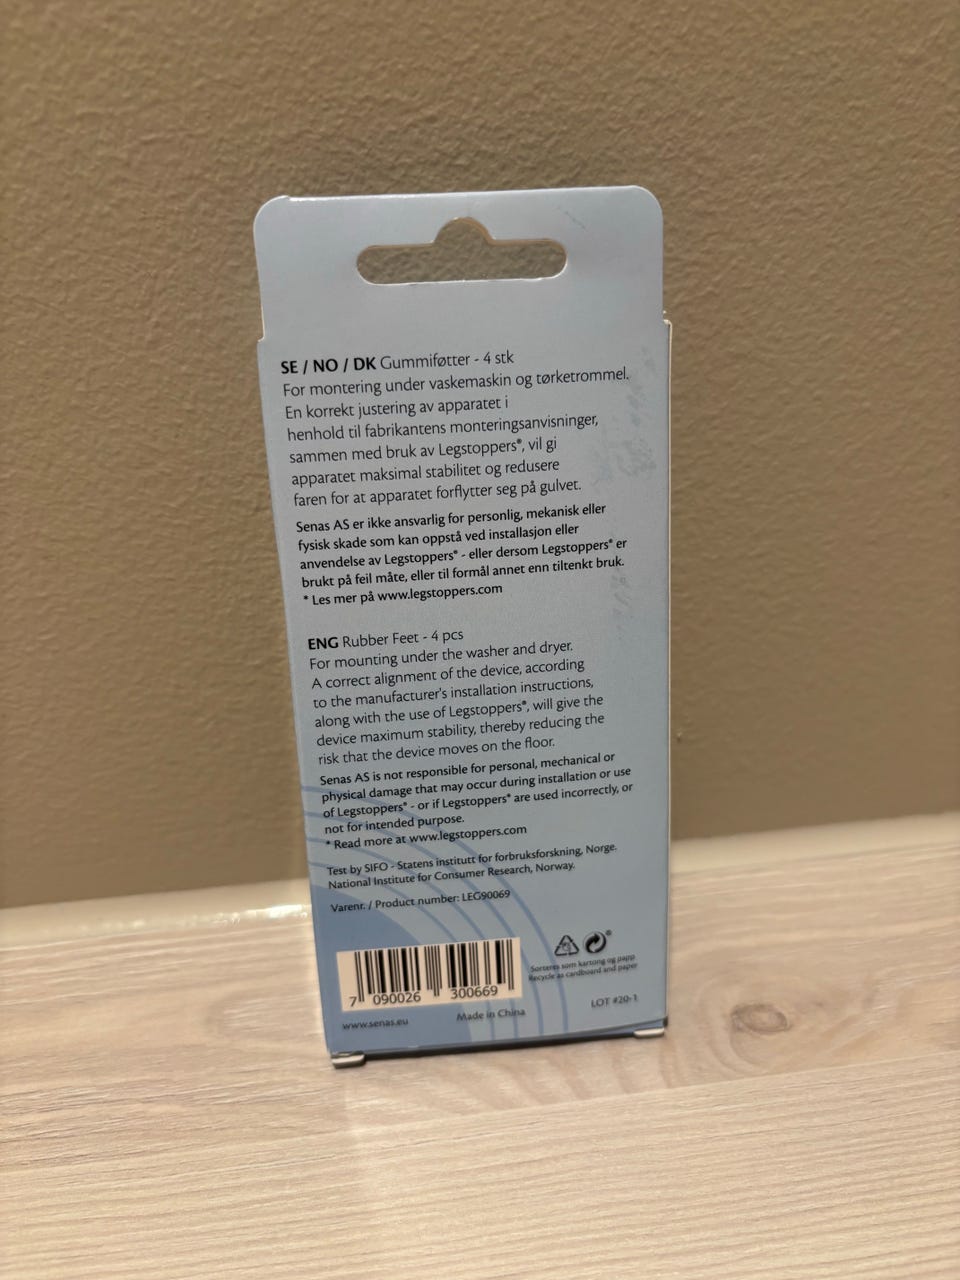 SE / NO / DK Gummiføtter - 4 stk
For montering under vaskemaskin og tørketrommel.
En korrekt justering av apparatet i
henhold til fabrikantens monteringsanvisninger,
sammen med bruk av Legstoppers®, vil gi
apparatet maksimal stabilitet og redusere
faren for at apparatet forflytter seg på gulvet.
Senas AS er ikke ansvarlig for personlig, mekanisk eller
fysisk skade som kan oppstå ved installasjon eller
anvendelse av Legstoppers® - eller dersom Legstoppers® er
brukt på feil måte, eller til formål annet enn tiltenkt bruk.
* Les mer på www.legstoppers.com
ENG Rubber Feet - 4 pcs
For mounting under the washer and dryer.
A correct alignment of the device, according
to the manufacturer's installation instructions,
along with the use of Legstoppers®, will give the
device maximum stability, thereby reducing the
risk that the device moves on the floor.
Senas AS is not responsible for personal, mechanical or
physical damage that may occur during installation or use
of Legstoppers® - or if Legstoppers® are used incorrectly, or
not for intended purpose.
* Read more at www.legstoppers.com
Test by SIFO - Statens institutt for forbruksforskning, Norge.
National Institute for Consumer Research, Norway.
Varenr. / Product number: LEG90069
7 090026 300669
Sorteres som kartong og papp
Recycle as cardboard and paper
www.senas.eu
Made in China
LOT #20-1